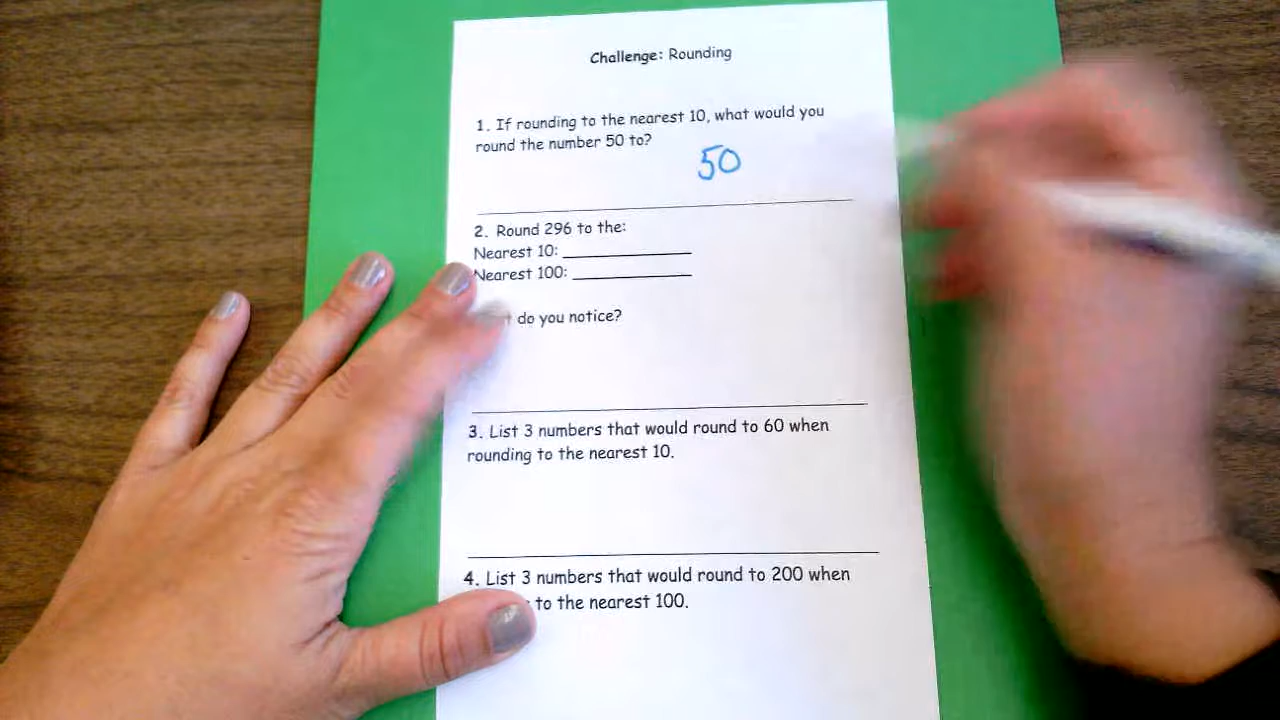 Challenge: Rounding
1. If rounding to the nearest 10, what would you
round the number 50 to?
50
2. Round 296 to the:
Nearest 10:
Nearest 100:
do you notice?
3. List 3 numbers that would round to 60 when
rounding to the nearest 10.
4. List 3 numbers that would round to 200 when
to the nearest 100.